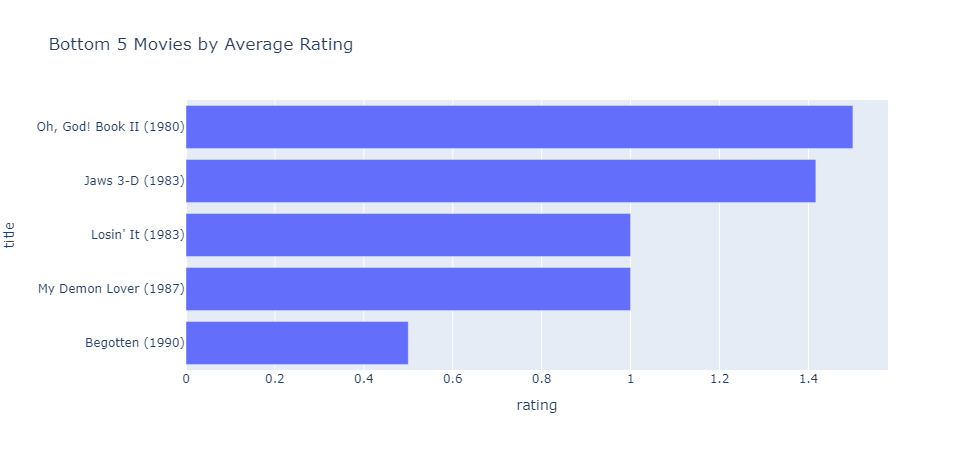 Bottom 5 Movies by Average Rating
Oh, God! Book II (1980)
Jaws 3-D (1983)
Losin' It (1983)
My Demon Lover (1987)
Begotten (1990)
title
0 0.2 0.4 0.6 0.8 1 1.2 1.4
rating